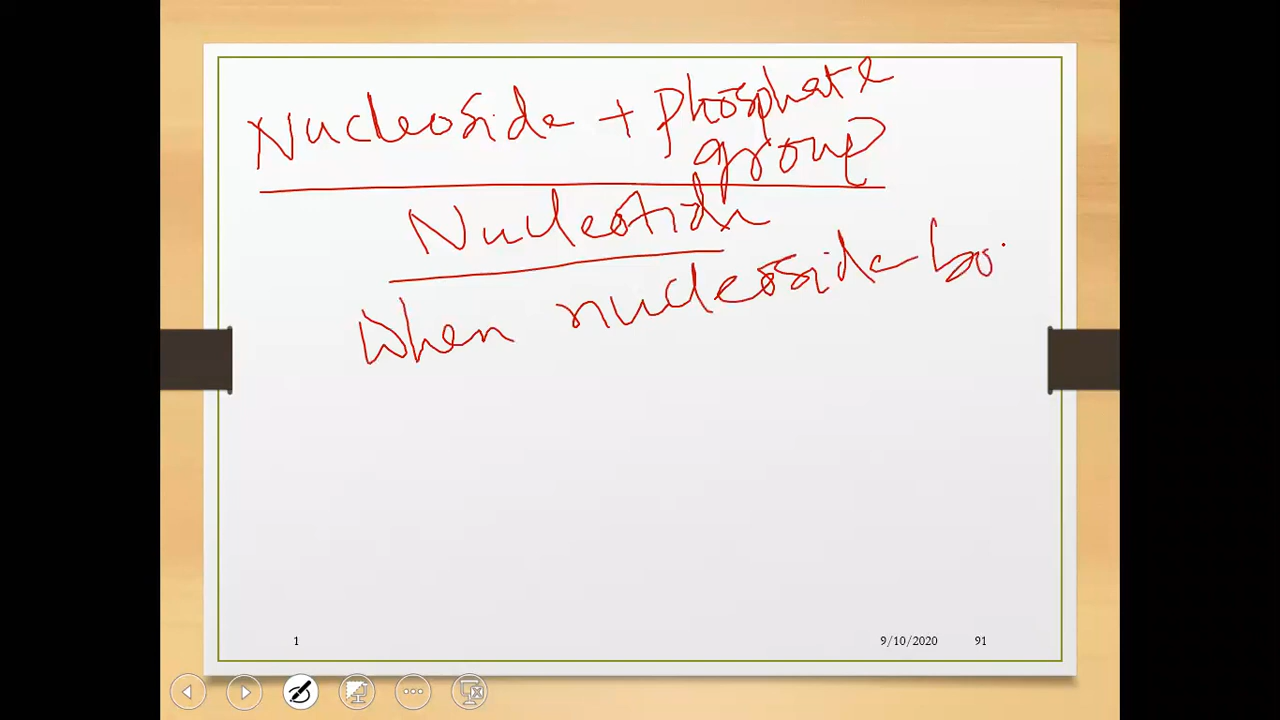 Nucleoside + Phosphate
group
Nucleotide
When nucleoside bo
1 9/10/2020 91